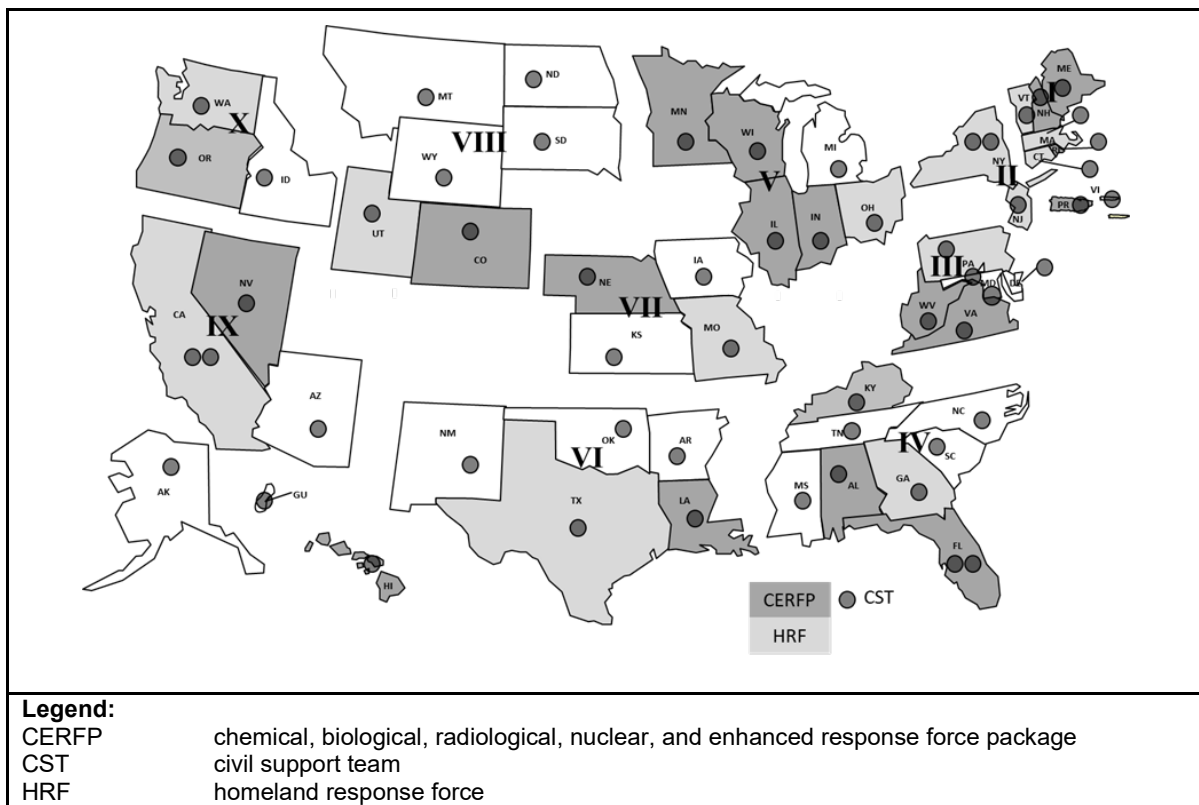 ND
MT
SD
WY
VIII
WA
X
OR
ID
UT
CO
MN
WI
MI
V
IL
IN
OH
ME
I
VT
NH
MA
CT
NY
II
NJ
PR
VI
NV
CA
IX
AZ
NE
IA
VII
KS
MO
III
PA
MD
DE
WV
VA
KY
NC
TN
IV
SC
MS
AL
GA
FL
NM
OK
AR
VI
TX
LA
AK
GU
HI
CERFP
CST
HRF
Legend:
CERFP chemical, biological, radiological, nuclear, and enhanced response force package
CST civil support team
HRF homeland response force